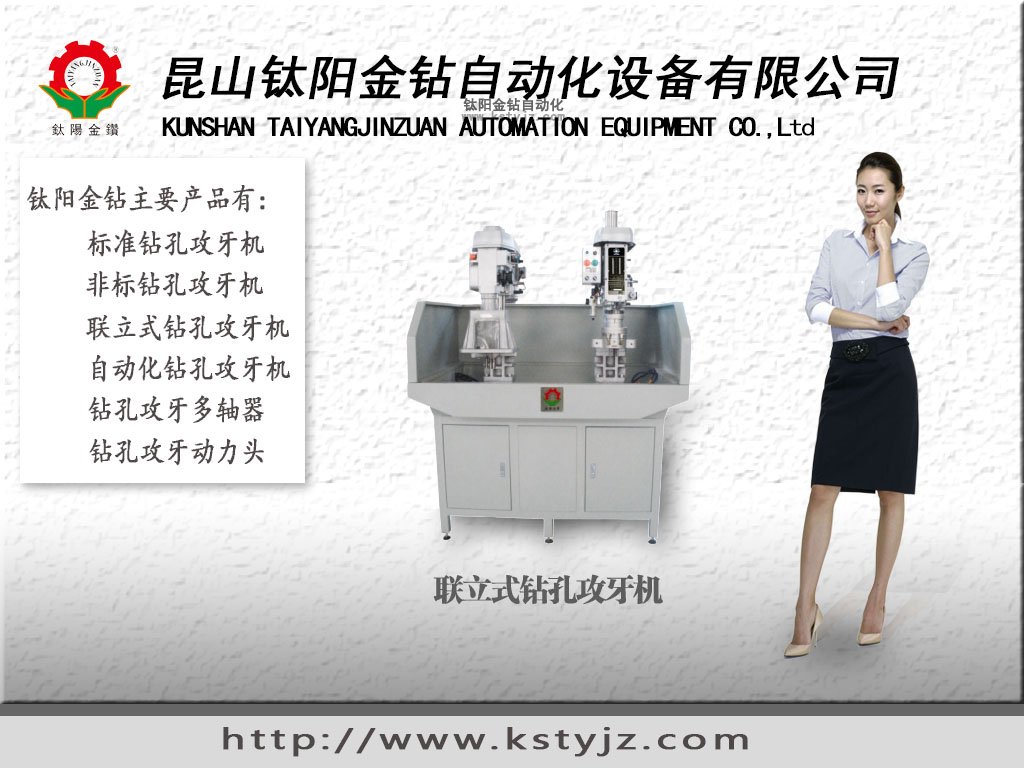 昆山钛阳金钻自动化设备有限公司
钛阳金钻自动化
www.kstyjz.com
KUNSHAN TAIYANGJINZUAN AUTOMATION EQUIPMENT CO.,Ltd
TAIYANGJINZUAN
®
鈦陽金鑽
钛阳金钻主要产品有：
标准钻孔攻牙机
非标钻孔攻牙机
联立式钻孔攻牙机
自动化钻孔攻牙机
钻孔攻牙多轴器
钻孔攻牙动力头
联立式钻孔攻牙机
http://www.kstyjz.com